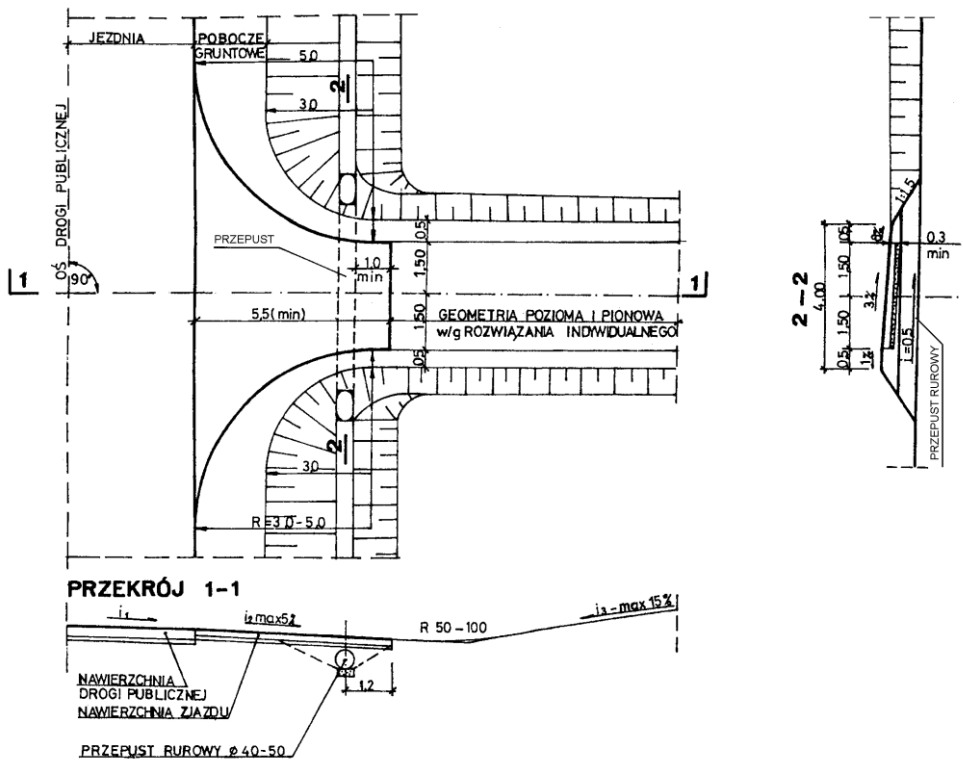 JEZDNIA
POBOCZE
GRUNTOWE
5,0
2
3,0
OŚ DROGI PUBLICZNEJ
90°
PRZEPUST
1
1
1,0
min
0,5
1,50
1,50
0,5
5,5(min)
GEOMETRIA POZIOMA I PIONOWA
w/g ROZWIĄZANIA INDYWIDUALNEGO
2
3,0
R=3,0-5,0
1:1,5
0,3
min
2-2
4.00
0,5
1,50
1,50
0,5
i=0,5
PRZEPUST RUROWY
PRZEKRÓJ 1-1
i₁
i₂ max5%
R 50-100
i₃ - max 15%
1,2
NAWIERZCHNIA
DROGI PUBLICZNEJ
NAWIERZCHNIA ZJAZDU
PRZEPUST RUROWY ø 40-50